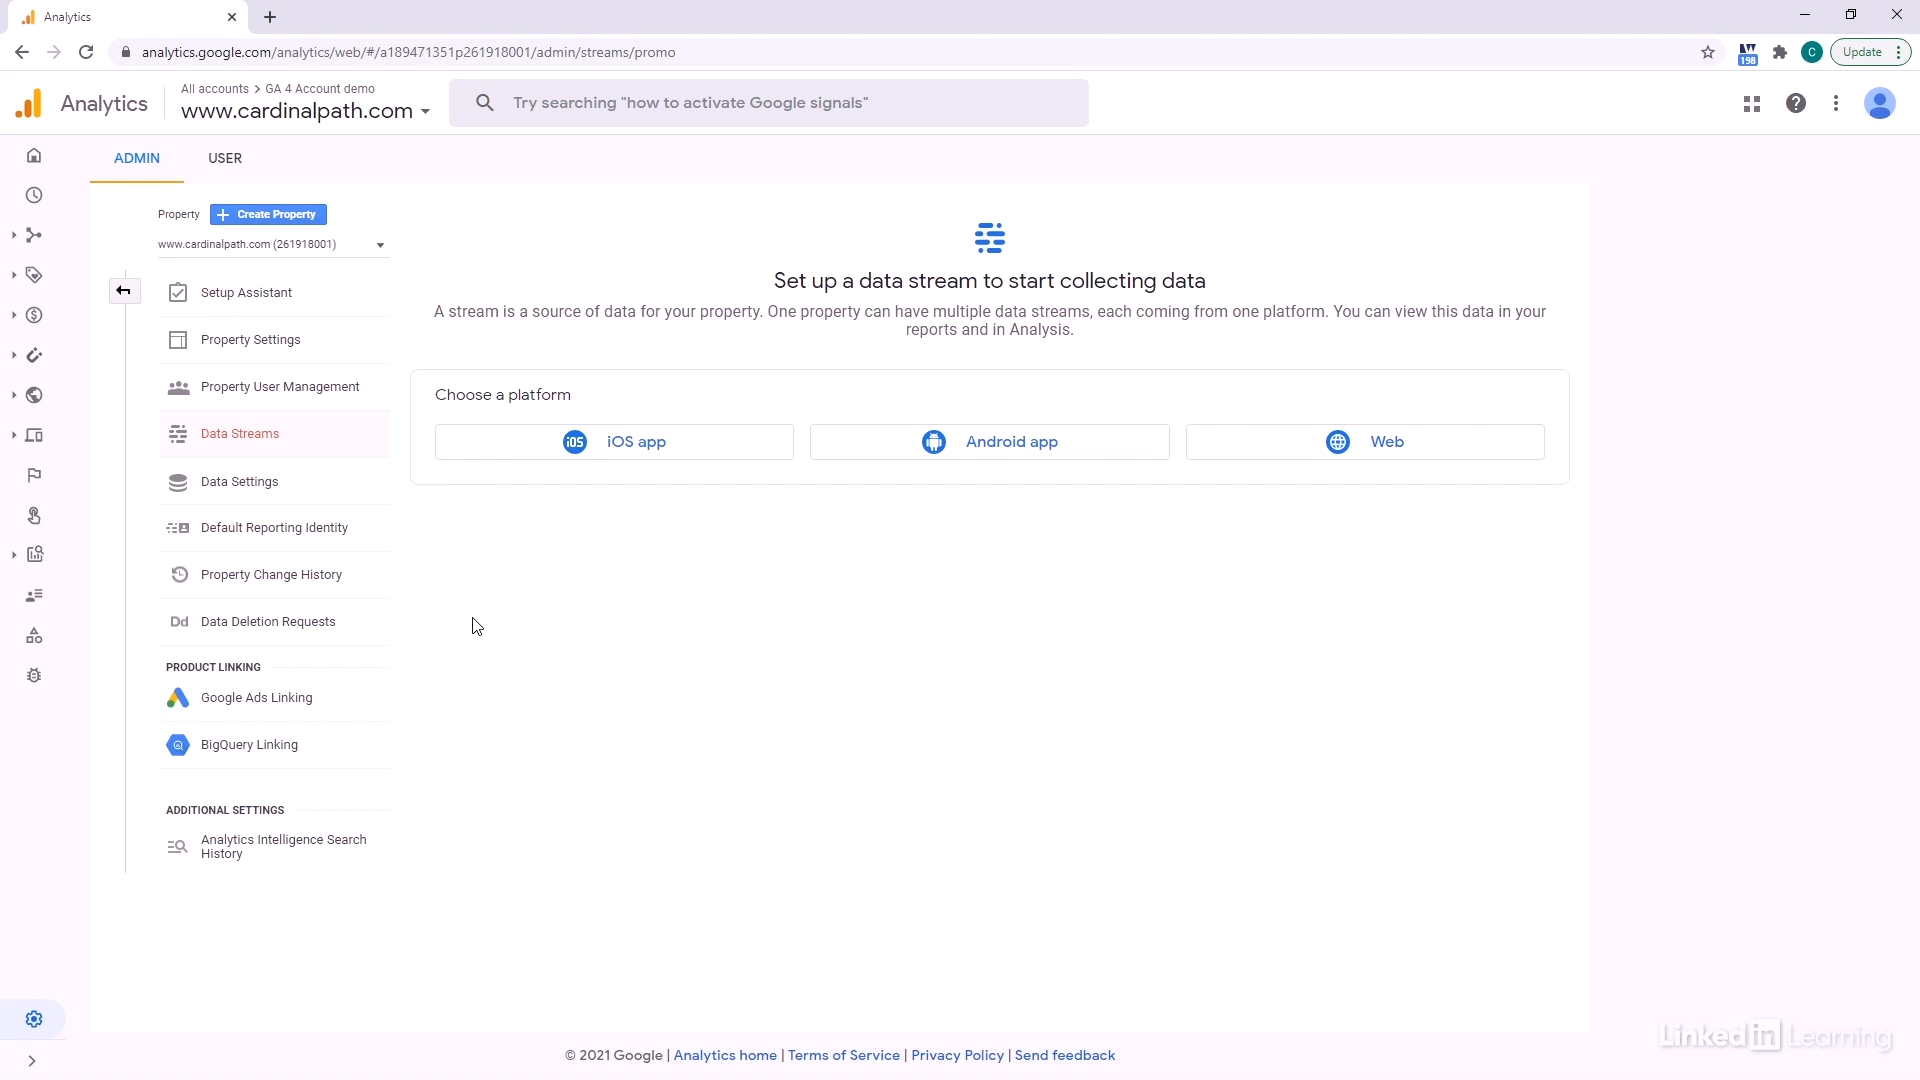 Analytics
analytics.google.com/analytics/web/#/a189471351p261918001/admin/streams/promo
198
C
Update
Analytics
All accounts > GA 4 Account demo
www.cardinalpath.com
Try searching "how to activate Google signals"
ADMIN
USER
Property
Create Property
www.cardinalpath.com (261918001)
Setup Assistant
Property Settings
Property User Management
Data Streams
Data Settings
Default Reporting Identity
Property Change History
Dd Data Deletion Requests
PRODUCT LINKING
Google Ads Linking
BigQuery Linking
ADDITIONAL SETTINGS
Analytics Intelligence Search
History
Set up a data stream to start collecting data
A stream is a source of data for your property. One property can have multiple data streams, each coming from one platform. You can view this data in your
reports and in Analysis.
Choose a platform
iOS iOS app
Android app
Web
© 2021 Google | Analytics home | Terms of Service | Privacy Policy | Send feedback
Linked in Learning